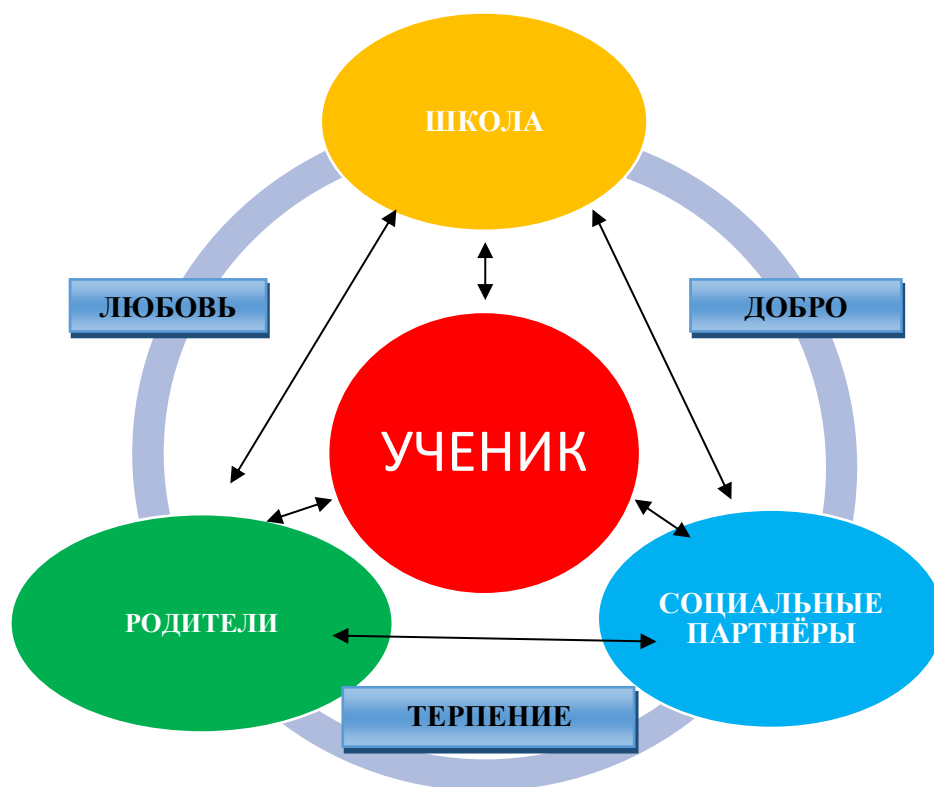 ШКОЛА
ЛЮБОВЬ
ДОБРО
УЧЕНИК
РОДИТЕЛИ
СОЦИАЛЬНЫЕ
ПАРТНЁРЫ
ТЕРПЕНИЕ